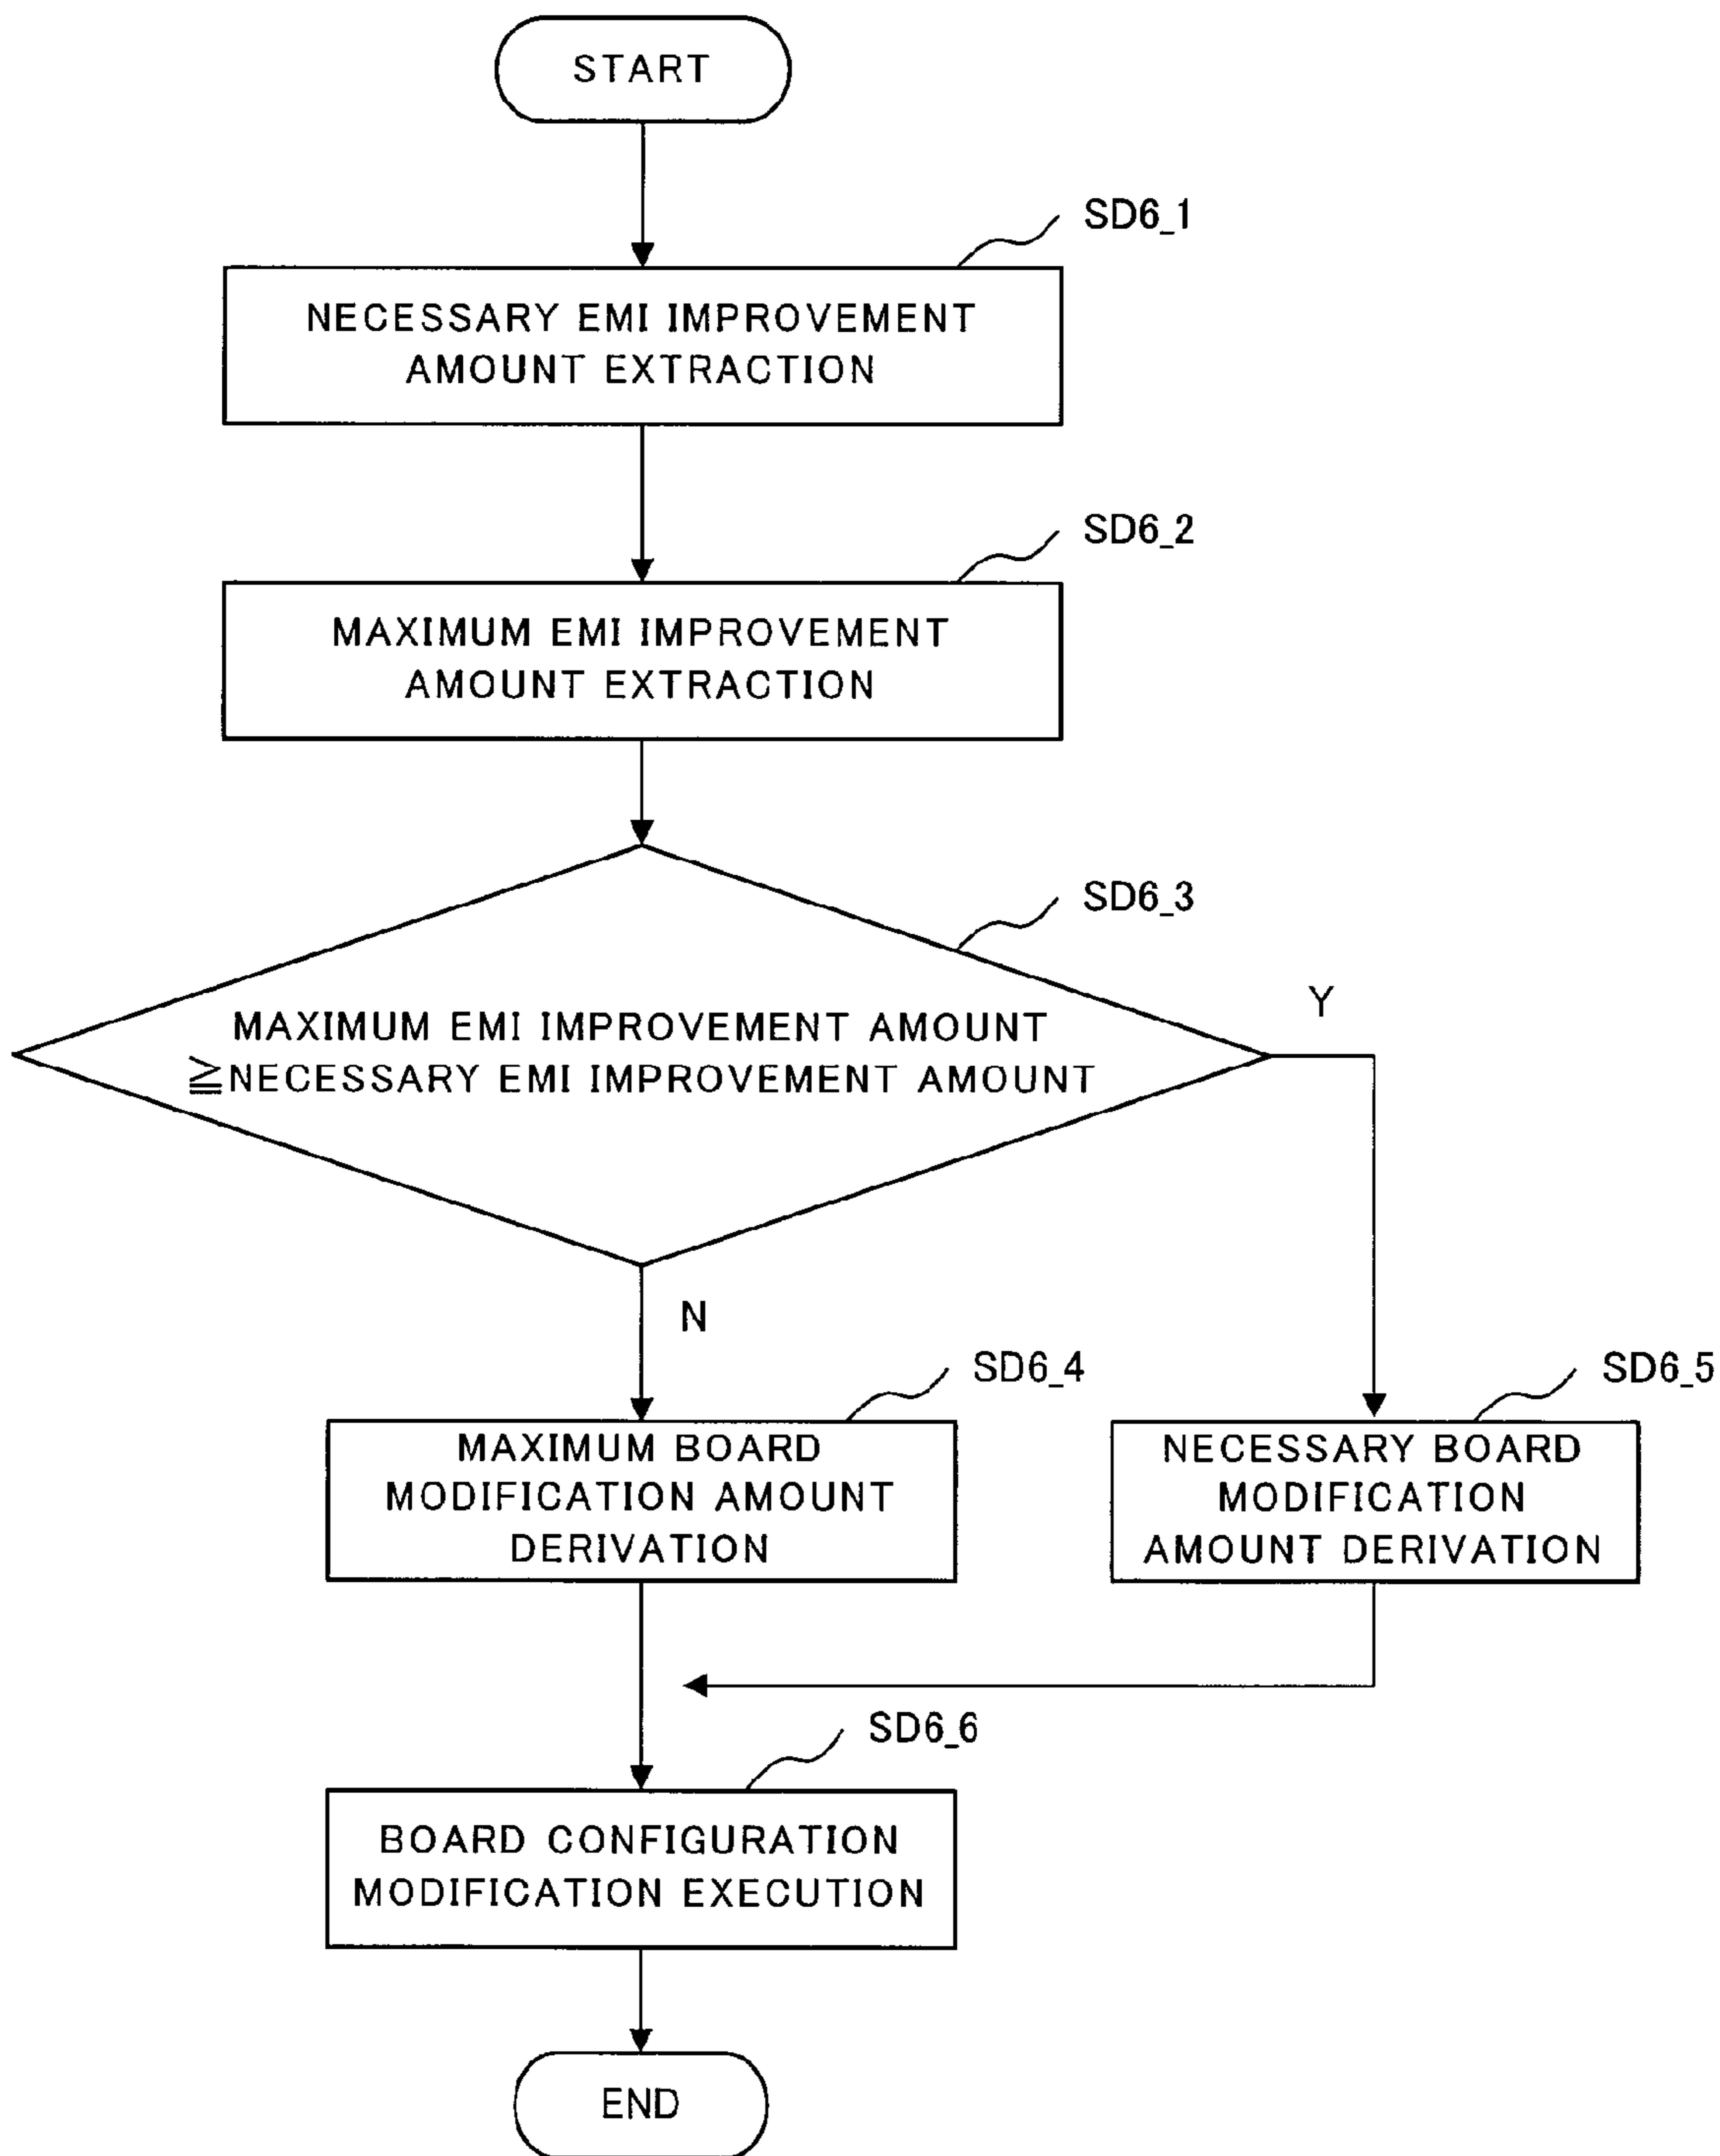 START
SD6_1
NECESSARY EMI IMPROVEMENT
AMOUNT EXTRACTION
SD6_2
MAXIMUM EMI IMPROVEMENT
AMOUNT EXTRACTION
SD6_3
Y
MAXIMUM EMI IMPROVEMENT AMOUNT
≧NECESSARY EMI IMPROVEMENT AMOUNT
N
SD6_4
SD6_5
MAXIMUM BOARD
MODIFICATION AMOUNT
DERIVATION
NECESSARY BOARD
MODIFICATION
AMOUNT DERIVATION
SD6_6
BOARD CONFIGURATION
MODIFICATION EXECUTION
END